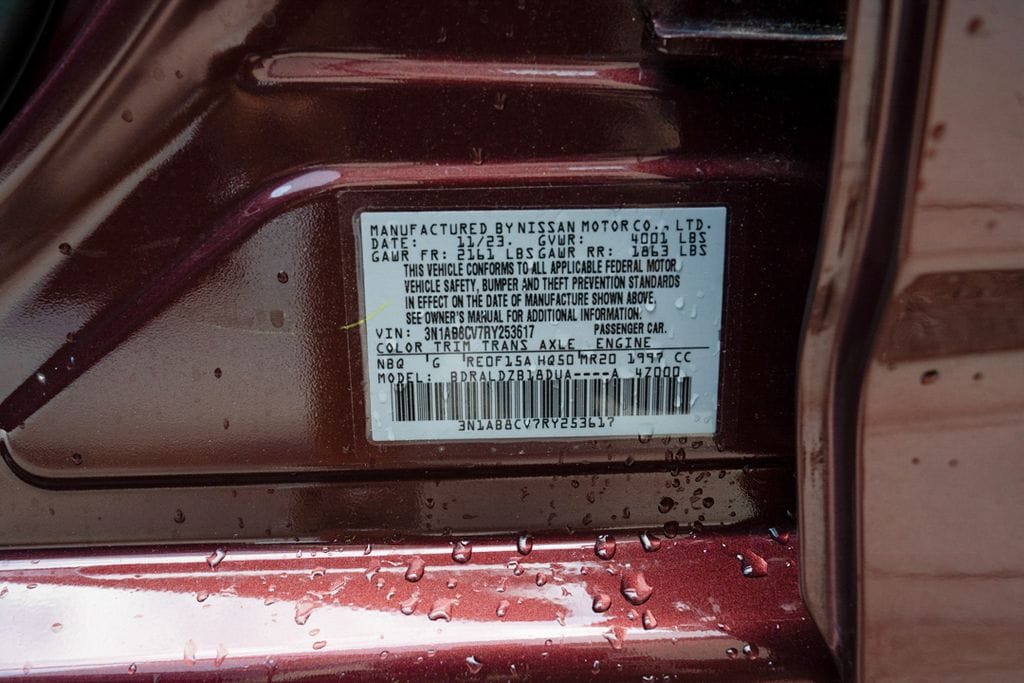 MANUFACTURED BY NISSAN MOTOR CO., LTD.
DATE: 11/23. GVWR: 4001 LBS
GAWR FR: 2161 LBS GAWR RR: 1863 LBS
THIS VEHICLE CONFORMS TO ALL APPLICABLE FEDERAL MOTOR
VEHICLE SAFETY, BUMPER AND THEFT PREVENTION STANDARDS
IN EFFECT ON THE DATE OF MANUFACTURE SHOWN ABOVE.
SEE OWNER'S MANUAL FOR ADDITIONAL INFORMATION.
VIN: 3N1AB8CV7RY253617 PASSENGER CAR.
COLOR TRIM TRANS AXLE ENGINE
NBQ 'G 'RE0F15A HQ50 MR20 1997 CC
MODEL: BDRALDZB18DUA----A 47000
3N1AB8CV7RY253617